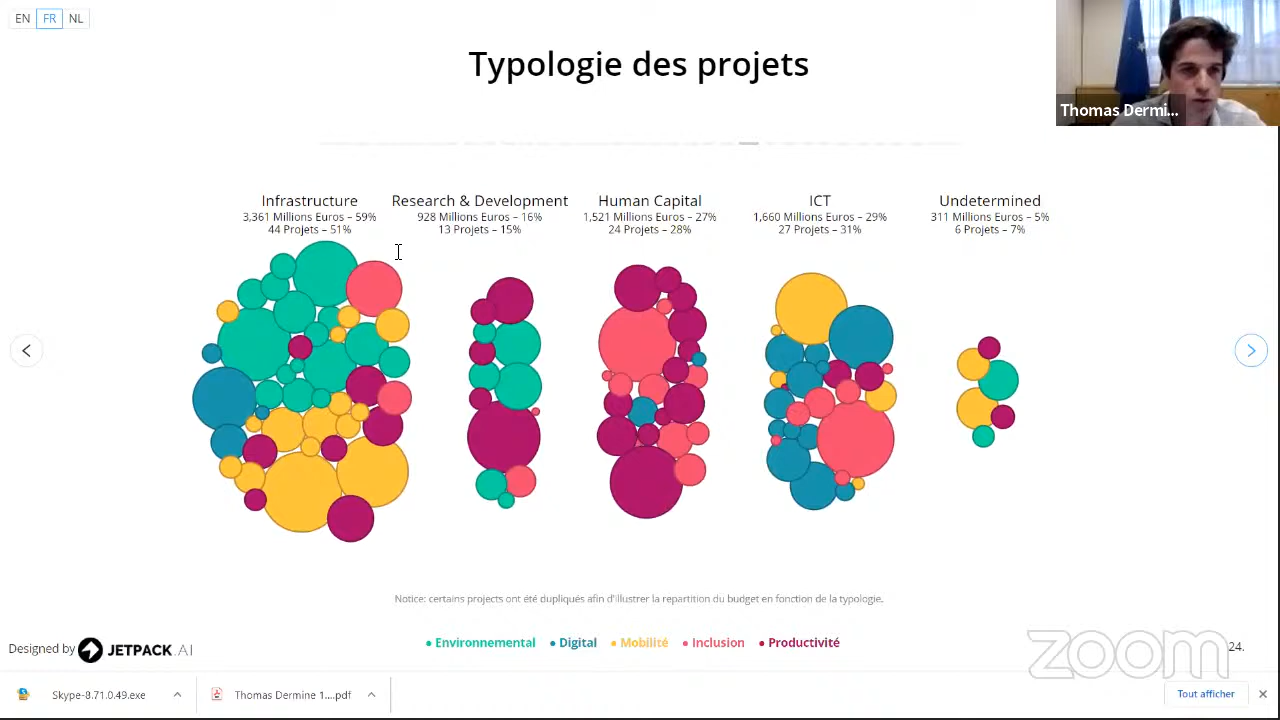 EN FR NL
Typologie des projets
Thomas Dermi...
Infrastructure
3,361 Millions Euros – 59%
44 Projets – 51%
Research & Development
928 Millions Euros – 16%
13 Projets – 15%
Human Capital
1,521 Millions Euros – 27%
24 Projets – 28%
ICT
1,660 Millions Euros – 29%
27 Projets – 31%
Undetermined
311 Millions Euros – 5%
6 Projets – 7%
Notice: certains projects ont été dupliqués afin d'illustrer la repartition du budget en fonction de la typologie.
• Environnemental • Digital • Mobilité • Inclusion • Productivité
Designed by JETPACK.AI
zoom
24.
Skype-8.71.0.49.exe
Thomas Dermine 1....pdf
Tout afficher